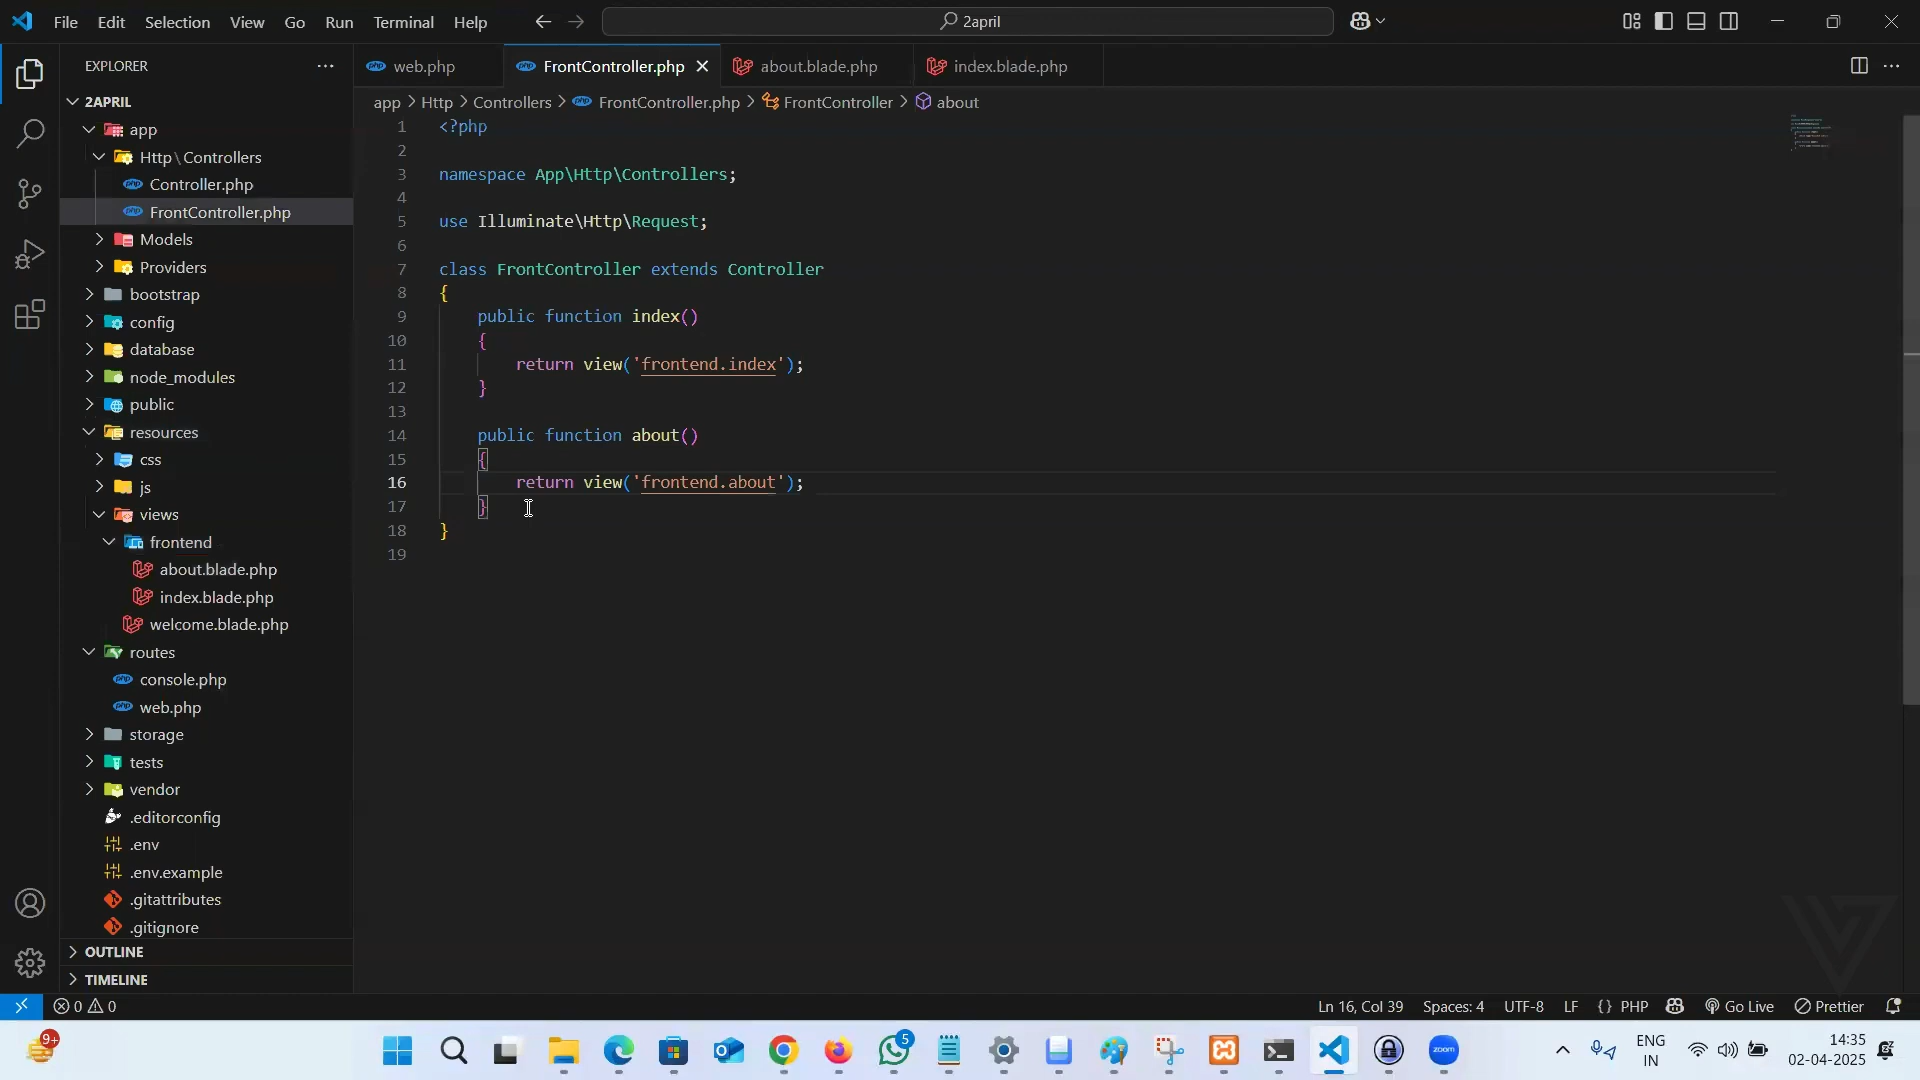 File Edit Selection View Go Run Terminal Help
2april
EXPLORER
web.php
FrontController.php
about.blade.php
index.blade.php
app > Http > Controllers > FrontController.php > FrontController > about
2APRIL
app
Http \ Controllers
Controller.php
FrontController.php
Models
Providers
bootstrap
config
database
node_modules
public
resources
css
js
views
frontend
about.blade.php
index.blade.php
welcome.blade.php
routes
console.php
web.php
storage
tests
vendor
.editorconfig
.env
.env.example
.gitattributes
.gitignore
OUTLINE
TIMELINE
1 <?php
2
3 namespace App\Http\Controllers;
4
5 use Illuminate\Http\Request;
6
7 class FrontController extends Controller
8 {
9 public function index()
10 {
11 return view('frontend.index');
12 }
13
14 public function about()
15 {
16 return view('frontend.about');
17 }
18 }
19
0 0
Ln 16, Col 39 Spaces: 4 UTF-8 LF {} PHP Go Live Prettier
9+
5
zoom
ENG
IN
14:35
02-04-2025